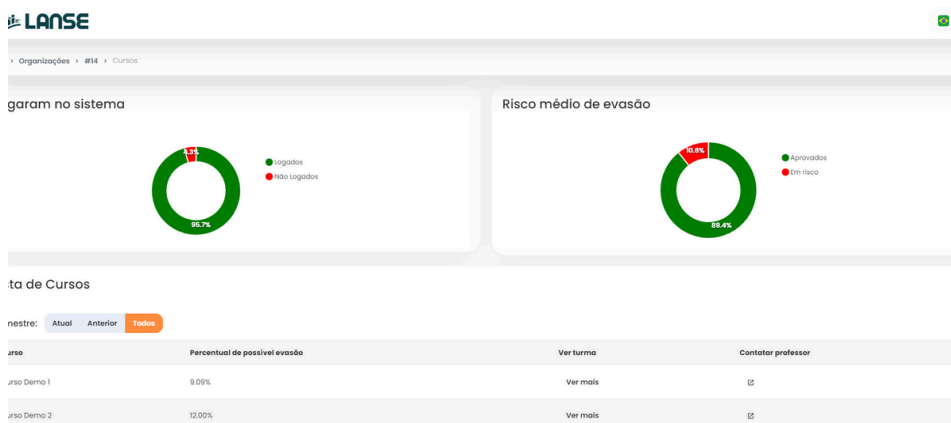 LANSE
> Organizações > #14 > Cursos
garam no sistema
4.3%
95.7%
Logados
Não Logados
Risco médio de evasão
10.6%
89.4%
Aprovados
Em risco
ta de Cursos
nestre: Atual Anterior Todos
urso Percentual de possível evasão Ver turma Contatar professor
urso Demo 1 9.09% Ver mais
urso Demo 2 12.00% Ver mais